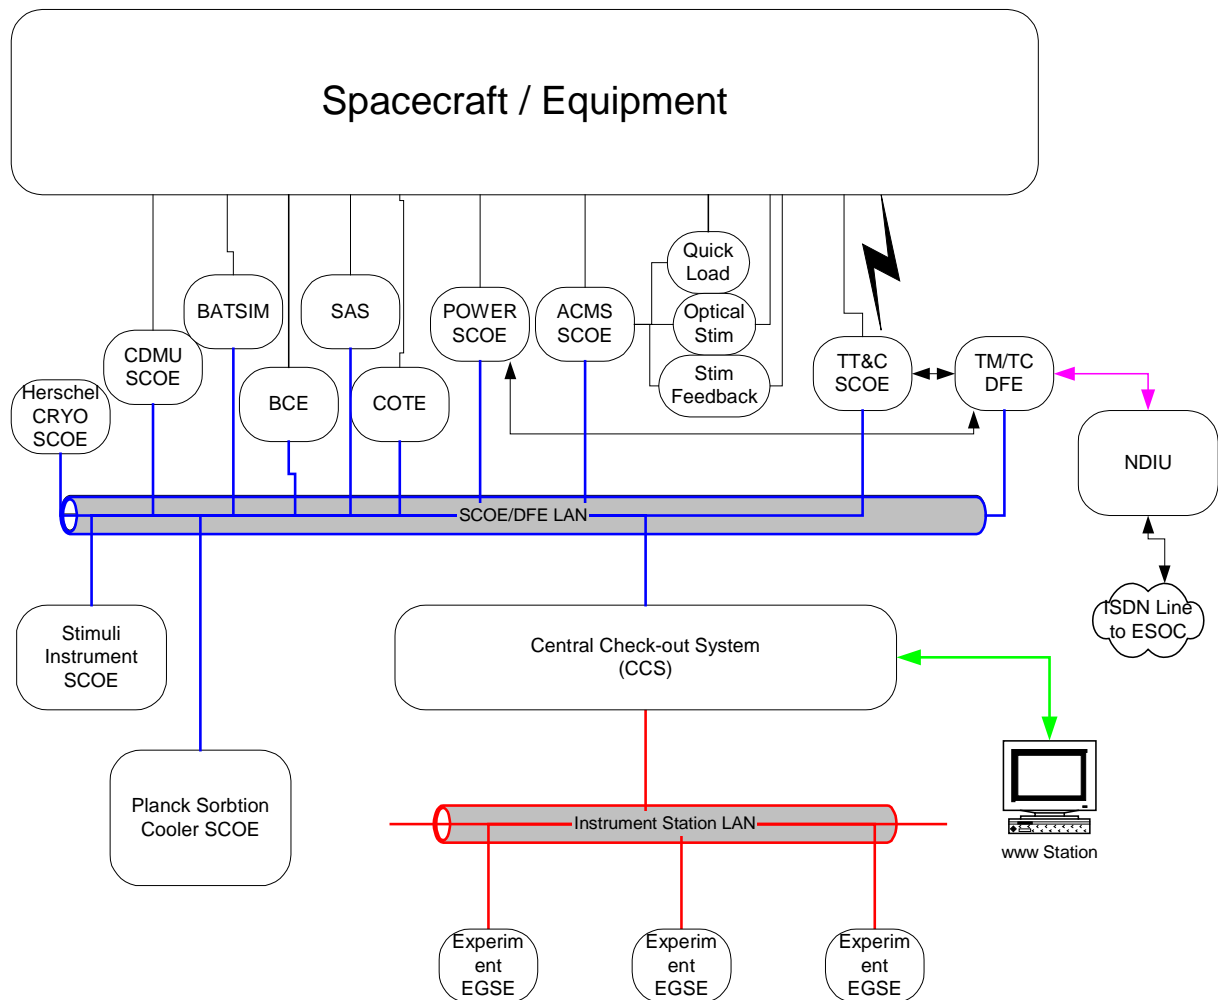 Spacecraft / Equipment
Quick
Load
BATSIM
SAS
POWER
SCOE
ACMS
SCOE
Optical
Stim
CDMU
SCOE
TT&C
SCOE
TM/TC
DFE
Stim
Feedback
Herschel
CRYO
SCOE
BCE
COTE
NDIU
SCOE/DFE LAN
ISDN Line
to ESOC
Stimuli
Instrument
SCOE
Central Check-out System
(CCS)
Planck Sorbtion
Cooler SCOE
Instrument Station LAN
www Station
Experim
ent
EGSE
Experim
ent
EGSE
Experim
ent
EGSE